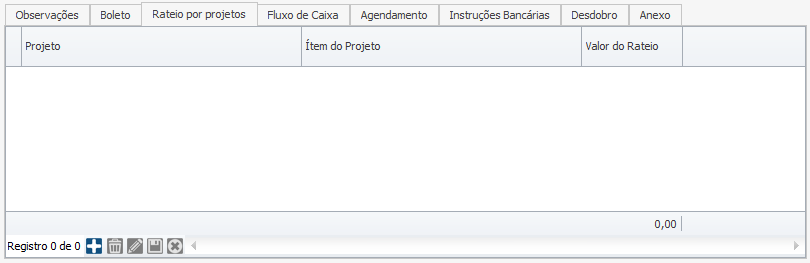 Observações Boleto Rateio por projetos Fluxo de Caixa Agendamento Instruções Bancárias Desdobro Anexo
Projeto Ítem do Projeto Valor do Rateio
0,00
Registro 0 de 0